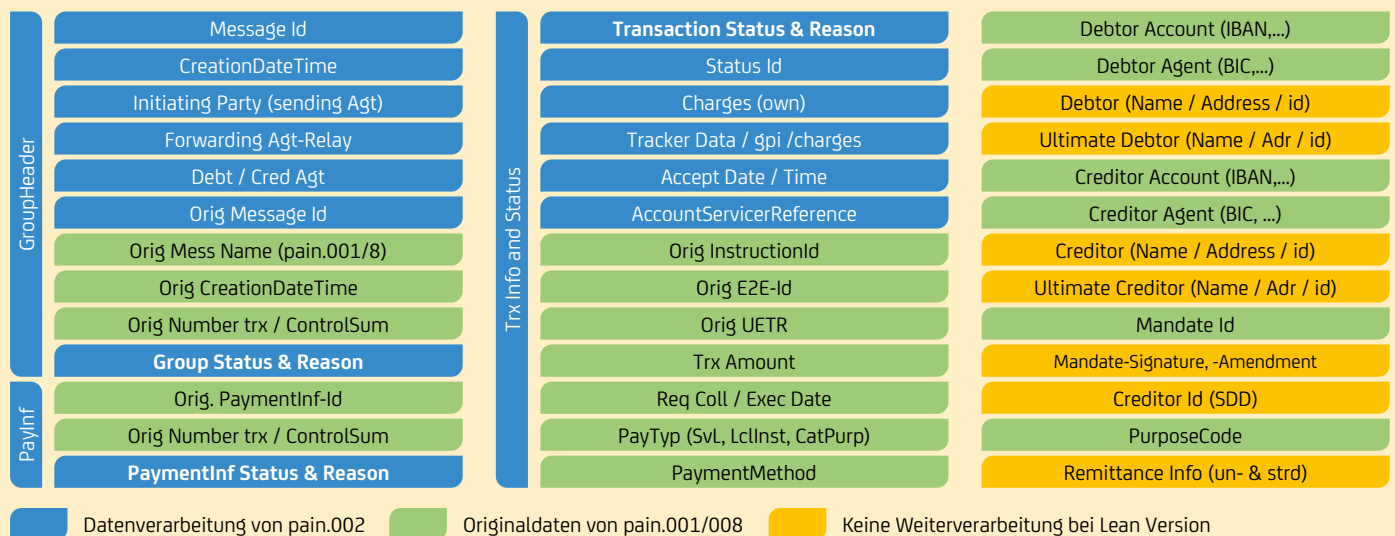 GroupHeader
Message Id
CreationDateTime
Initiating Party (sending Agt)
Forwarding Agt-Relay
Debt / Cred Agt
Orig Message Id
Orig Mess Name (pain.001/8)
Orig CreationDateTime
Orig Number trx / ControlSum
Group Status & Reason
PayInf
Orig. PaymentInf-Id
Orig Number trx / ControlSum
PaymentInf Status & Reason
Trx Info and Status
Transaction Status & Reason
Status Id
Charges (own)
Tracker Data / gpi /charges
Accept Date / Time
AccountServicerReference
Orig InstructionId
Orig E2E-Id
Orig UETR
Trx Amount
Req Coll / Exec Date
PayTyp (SvL, LclInst, CatPurp)
PaymentMethod
Debtor Account (IBAN,...)
Debtor Agent (BIC,...)
Debtor (Name / Address / id)
Ultimate Debtor (Name / Adr / id)
Creditor Account (IBAN,...)
Creditor Agent (BIC, ...)
Creditor (Name / Address / id)
Ultimate Creditor (Name / Adr / id)
Mandate Id
Mandate-Signature, -Amendment
Creditor Id (SDD)
PurposeCode
Remittance Info (un- & strd)
Datenverarbeitung von pain.002
Originaldaten von pain.001/008
Keine Weiterverarbeitung bei Lean Version